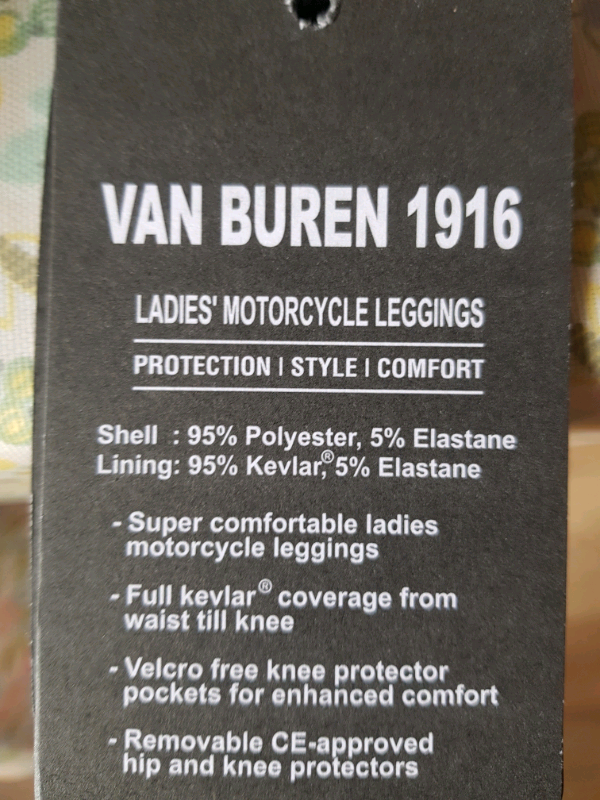 VAN BUREN 1916
LADIES' MOTORCYCLE LEGGINGS
PROTECTION | STYLE | COMFORT
Shell : 95% Polyester, 5% Elastane
Lining: 95% Kevlar,® 5% Elastane
- Super comfortable ladies
motorcycle leggings
- Full kevlar® coverage from
waist till knee
- Velcro free knee protector
pockets for enhanced comfort
- Removable CE-approved
hip and knee protectors